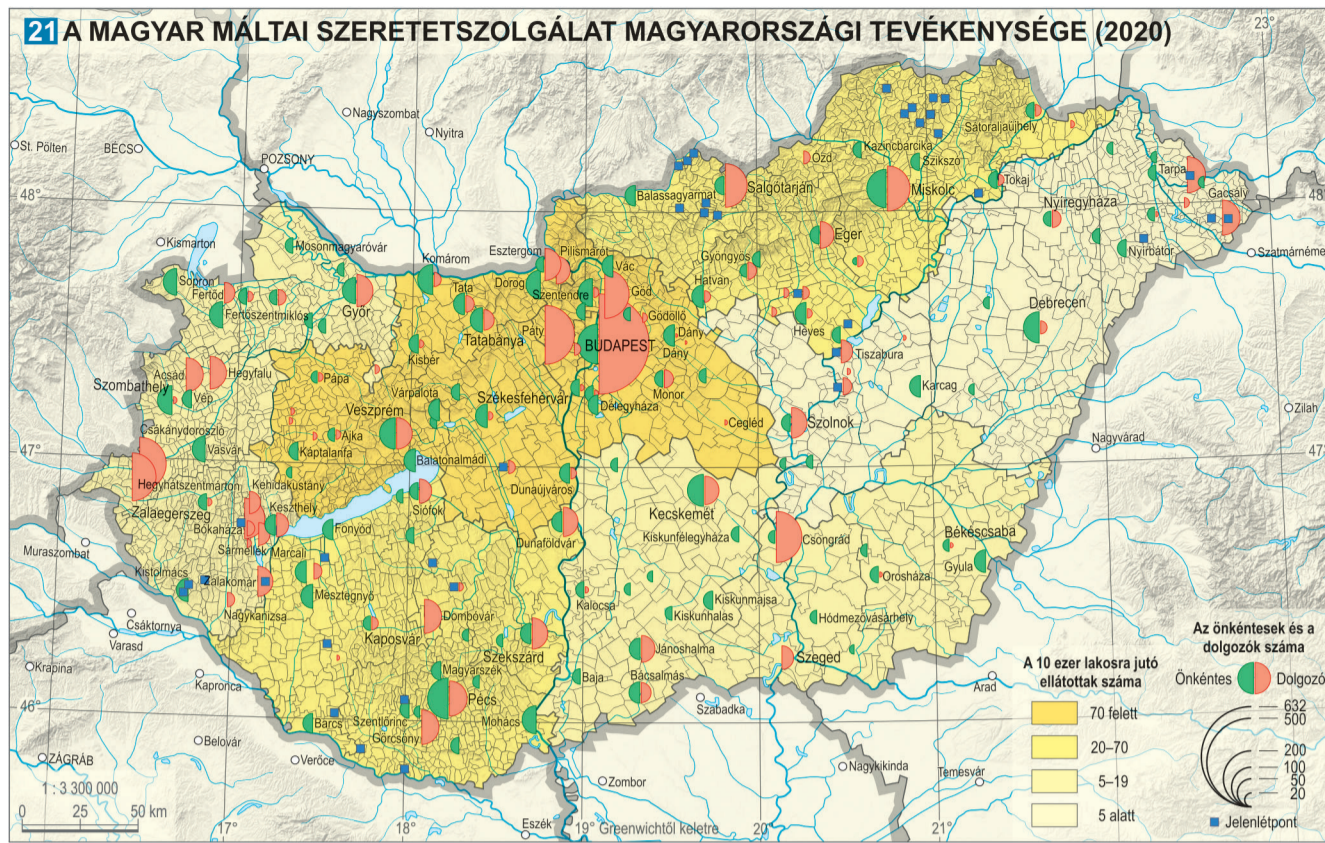 21 A MAGYAR MÁLTAI SZERETETSZOLGÁLAT MAGYARORSZÁGI TEVÉKENYSÉGE (2020)
23°
Nagyszombat
Nyitra
St. Pölten
BÉCS
POZSONY
Sátoraljaújhely
Kazincbarcika
Ózd
Szikszó
Tarpa
48°
48°
Balassagyarmat
Salgótarján
Miskolc
Tokaj
Gacsály
Nyíregyháza
Kismarton
Mosonmagyaróvár
Komárom
Esztergom
Pilismarót
Eger
Nyírbátor
Szatmárnéme
Sopron
Dorog
Vác
Gyöngyös
Fertőd
Tata
Szentendre
Göd
Hatvan
Fertőszentmiklós
Győr
Gödöllő
Debrecen
Tatabánya
Páty
Dány
Heves
Kisbér
BUDAPEST
Dány
Tiszabura
Acsád
Hegyfalu
Pápa
Monor
Szombathely
Vép
Várpalota
Székesfehérvár
Délegyháza
Karcag
Veszprém
Cegléd
Szolnok
Zilah
Csákánydoroszló
Ajka
Nagyvárad
47°
Vasvár
Káptalanfa
Balatonalmádi
47°
Hegyhátszentmárton
Kehidakustány
Dunaújváros
Zalaegerszeg
Keszthely
Siófok
Kecskemét
Bókaháza
Fonyód
Dunaföldvár
Kiskunfélegyháza
Csongrád
Békéscsaba
Muraszombat
Sármellék
Marcali
Gyula
Kistolmács
Zalakomár
Orosháza
Mesztegnyő
Kalocsa
Kiskunmajsa
Nagykanizsa
Dombóvár
Kiskunhalas
Hódmezővásárhely
Csáktornya
Varasd
Kaposvár
Szekszárd
Jánoshalma
Szeged
Krapina
Magyarszék
Kapronca
Baja
Bácsalmás
Arad
Pécs
Szabadka
46°
Szentlőrinc
Barcs
Görcsöny
Mohács
Belovár
ZÁGRÁB
Verőce
Zombor
Nagykikinda
Temesvár
1 : 3 300 000
0 25 50 km
17°
18°
19° Greenwichtől keletre
20
21
Eszék
Az önkéntesek és a
dolgozók száma
Önkéntes
Dolgozó
632
500
200
100
50
20
Jelenlétpont
A 10 ezer lakosra jutó
ellátottak száma
70 felett
20–70
5–19
5 alatt